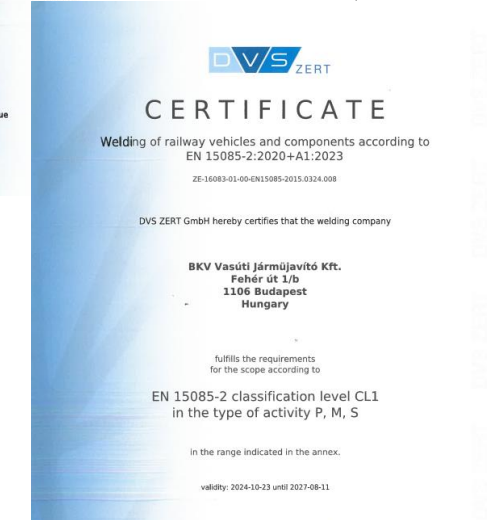 ue
DVS
ZERT
CERTIFICATE
Welding of railway vehicles and components according to
EN 15085-2:2020+A1:2023
ZE-16083-01-00-EN15085-2015.0324.008
DVS ZERT GmbH hereby certifies that the welding company
BKV Vasúti Járműjavító Kft.
Fehér út 1/b
1106 Budapest
Hungary
fulfills the requirements
for the scope according to
EN 15085-2 classification level CL1
in the type of activity P, M, S
in the range indicated in the annex.
validity: 2024-10-23 until 2027-08-11